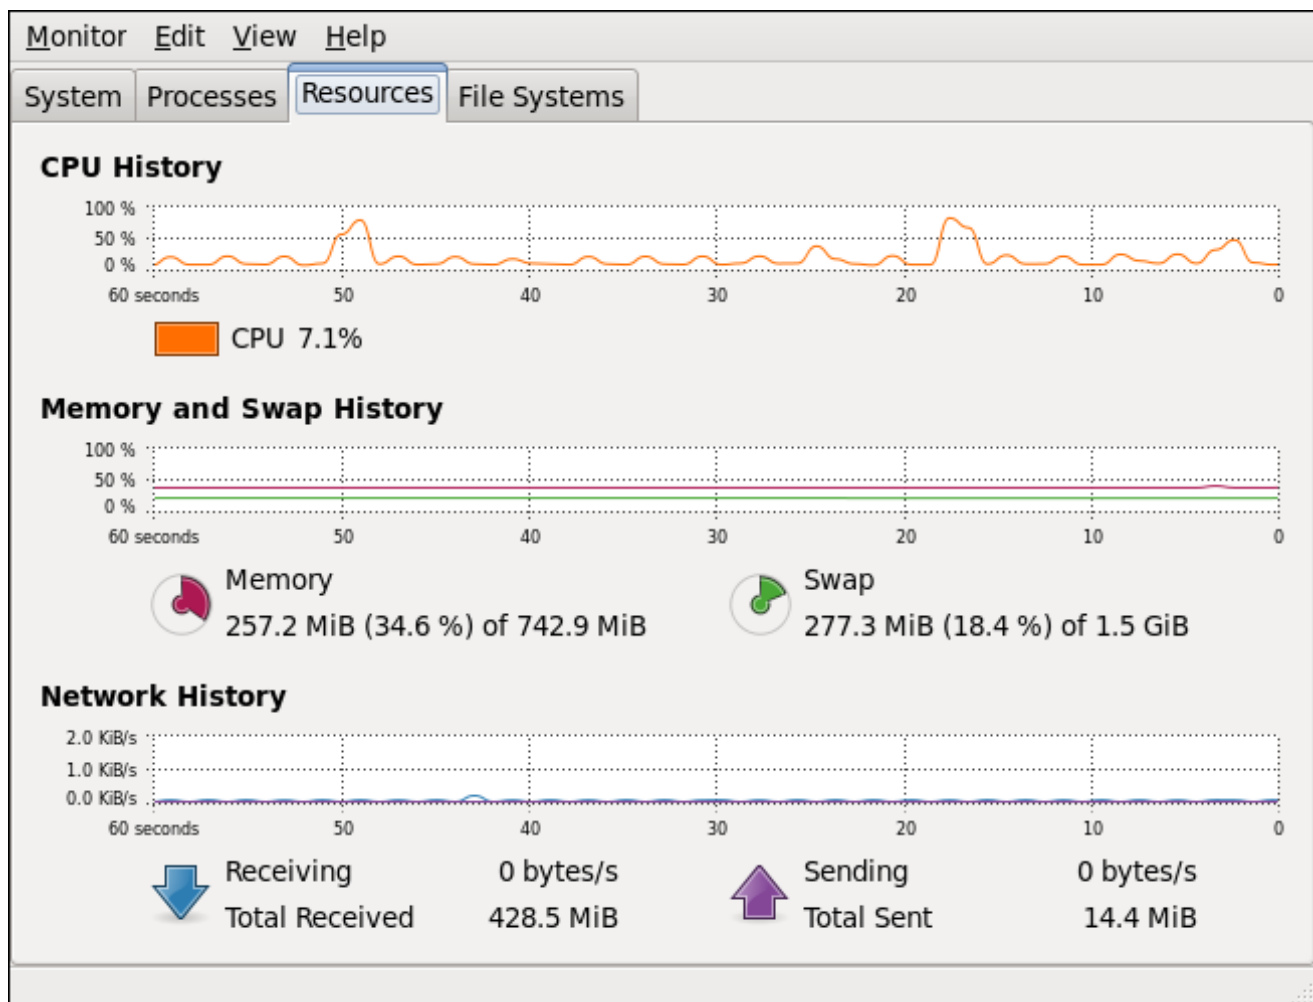 Monitor Edit View Help
System Processes Resources File Systems
CPU History
100 %
50 %
0 %
60 seconds 50 40 30 20 10 0
CPU 7.1%
Memory and Swap History
100 %
50 %
0 %
60 seconds 50 40 30 20 10 0
Memory Swap
257.2 MiB (34.6 %) of 742.9 MiB 277.3 MiB (18.4 %) of 1.5 GiB
Network History
2.0 KiB/s
1.0 KiB/s
0.0 KiB/s
60 seconds 50 40 30 20 10 0
Receiving 0 bytes/s Sending 0 bytes/s
Total Received 428.5 MiB Total Sent 14.4 MiB